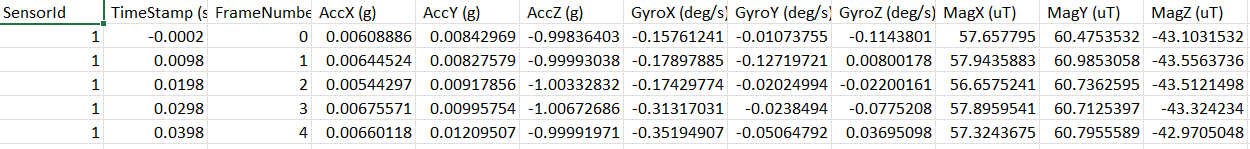 SensorId TimeStamp (s FrameNumbe AccX (g) AccY (g) AccZ (g) GyroX (deg/s) GyroY (deg/s) GyroZ (deg/s) MagX (uT) MagY (uT) MagZ (uT)
1 -0.0002 0 0.00608886 0.00842969 -0.99836403 -0.15761241 -0.01073755 -0.1143801 57.657795 60.4753532 -43.1031532
1 0.0098 1 0.00644524 0.00827579 -0.99993038 -0.17897885 -0.12719721 0.00800178 57.9435883 60.9853058 -43.5563736
1 0.0198 2 0.00544297 0.00917856 -1.00332832 -0.17429774 -0.02024994 -0.02200161 56.6575241 60.7362595 -43.5121498
1 0.0298 3 0.00675571 0.00995754 -1.00672686 -0.31317031 -0.0238494 -0.0775208 57.8959541 60.7125397 -43.324234
1 0.0398 4 0.00660118 0.01209507 -0.99991971 -0.35194907 -0.05064792 0.03695098 57.3243675 60.7955589 -42.9705048